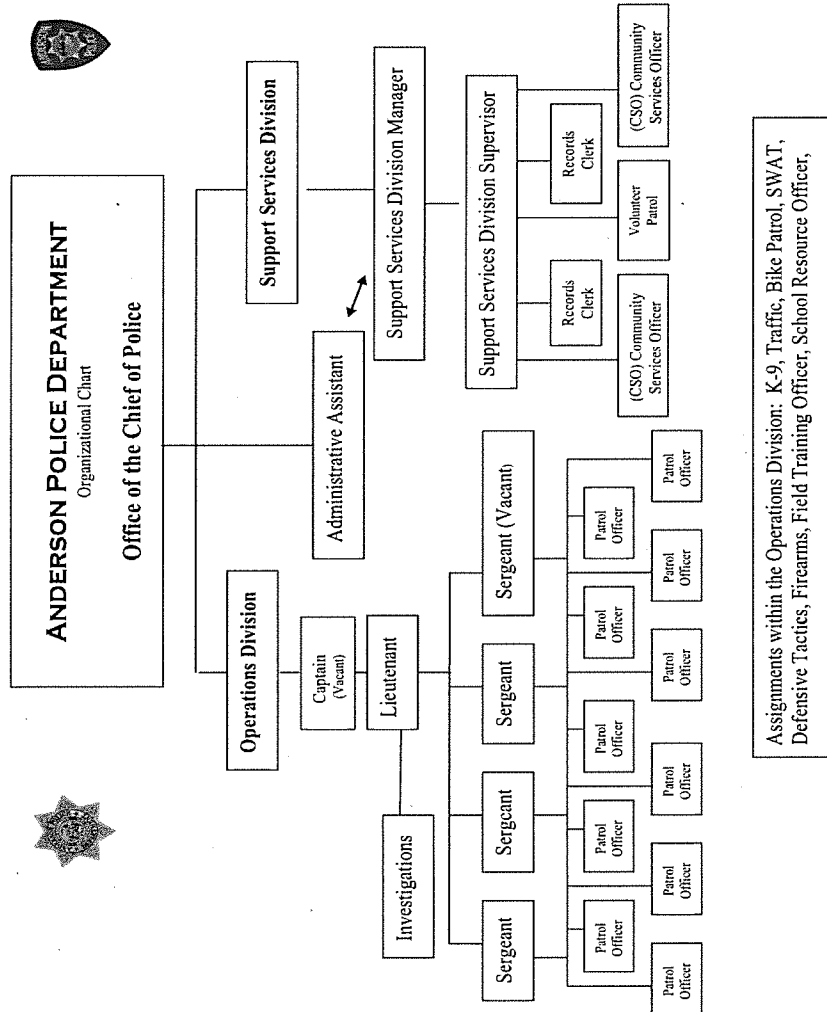 ANDERSON POLICE DEPARTMENT
Organizational Chart
Office of the Chief of Police
Operations Division
Support Services Division
Captain
(Vacant)
Administrative Assistant
Support Services Division Manager
Lieutenant
Investigations
Support Services Division Supervisor
Sergeant
Sergeant
Sergeant
Sergeant (Vacant)
Patrol
Officer
Patrol
Officer
Patrol
Officer
Patrol
Officer
Patrol
Officer
Records
Clerk
Records
Clerk
Patrol
Officer
Patrol
Officer
Patrol
Officer
Patrol
Officer
Patrol
Officer
Patrol
Officer
(CSO) Community
Services Officer
Volunteer
Patrol
(CSO) Community
Services Officer
Assignments within the Operations Division: K-9, Traffic, Bike Patrol, SWAT,
Defensive Tactics, Firearms, Field Training Officer, School Resource Officer,